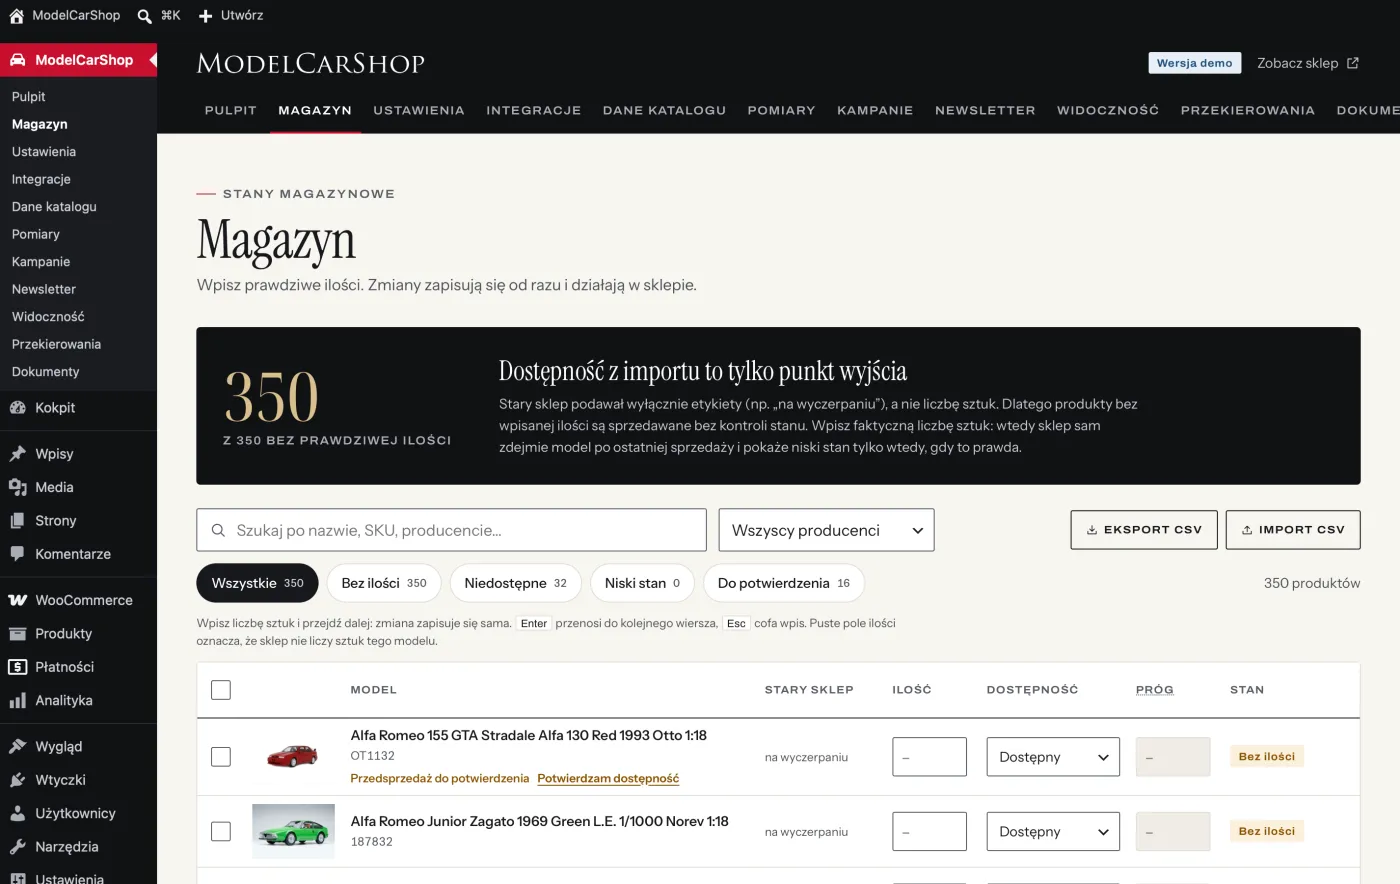 ModelCarShop
⌘K
Utwórz
ModelCarShop
Pulpit
Magazyn
Ustawienia
Integracje
Dane katalogu
Pomiary
Kampanie
Newsletter
Widoczność
Przekierowania
Dokumenty
Kokpit
Wpisy
Media
Strony
Komentarze
WooCommerce
Produkty
Płatności
Analityka
Wygląd
Wtyczki
Użytkownicy
Narzędzia
Ustawienia
ModelCarShop
Wersja demo
Zobacz sklep
PULPIT MAGAZYN USTAWIENIA INTEGRACJE DANE KATALOGU POMIARY KAMPANIE NEWSLETTER WIDOCZNOŚĆ PRZEKIEROWANIA DOKUME
STANY MAGAZYNOWE
Magazyn
Wpisz prawdziwe ilości. Zmiany zapisują się od razu i działają w sklepie.
350
Z 350 BEZ PRAWDZIWEJ ILOŚCI
Dostępność z importu to tylko punkt wyjścia
Stary sklep podawał wyłącznie etykiety (np. „na wyczerpaniu”), a nie liczbę sztuk. Dlatego produkty bez
wpisanej ilości są sprzedawane bez kontroli stanu. Wpisz faktyczną liczbę sztuk: wtedy sklep sam
zdejmie model po ostatniej sprzedaży i pokaże niski stan tylko wtedy, gdy to prawda.
Szukaj po nazwie, SKU, producencie...
Wszyscy producenci
EKSPORT CSV
IMPORT CSV
Wszystkie 350
Bez ilości 350
Niedostępne 32
Niski stan 0
Do potwierdzenia 16
350 produktów
Wpisz liczbę sztuk i przejdź dalej: zmiana zapisuje się sama. Enter przenosi do kolejnego wiersza, Esc cofa wpis. Puste pole ilości
oznacza, że sklep nie liczy sztuk tego modelu.
MODEL STARY SKLEP ILOŚĆ DOSTĘPNOŚĆ PRÓG STAN
Alfa Romeo 155 GTA Stradale Alfa 130 Red 1993 Otto 1:18
OT1132
Przedsprzedaż do potwierdzenia Potwierdzam dostępność
na wyczerpaniu
–
Dostępny
–
Bez ilości
Alfa Romeo Junior Zagato 1969 Green L.E. 1/1000 Norev 1:18
187832
na wyczerpaniu
–
Dostępny
–
Bez ilości